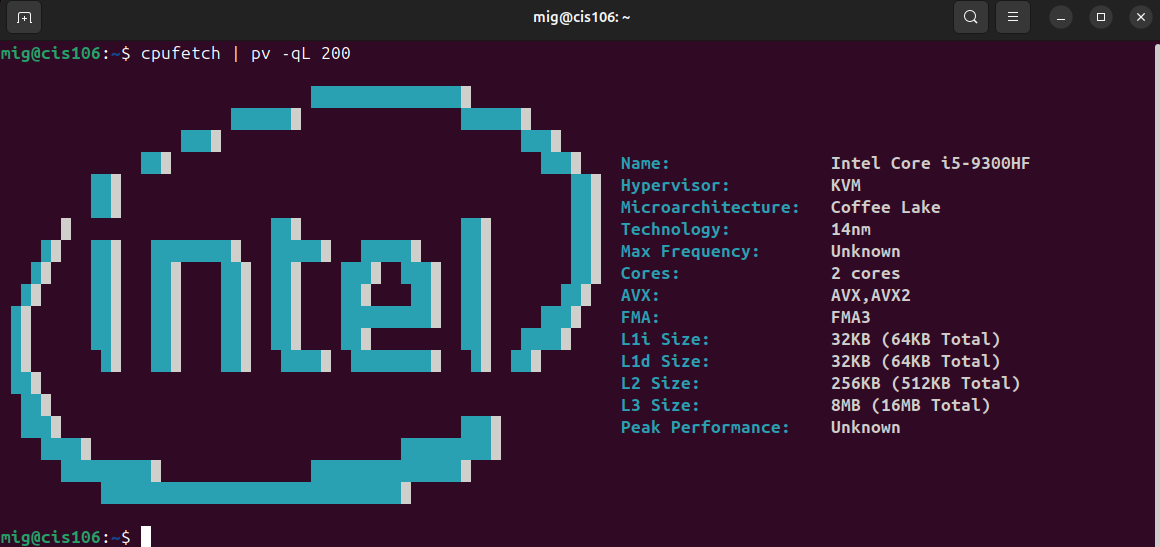 mig@cis106: ~
mig@cis106:~$ cpufetch | pv -qL 200
intel
Name: Intel Core i5-9300HF
Hypervisor: KVM
Microarchitecture: Coffee Lake
Technology: 14nm
Max Frequency: Unknown
Cores: 2 cores
AVX: AVX,AVX2
FMA: FMA3
L1i Size: 32KB (64KB Total)
L1d Size: 32KB (64KB Total)
L2 Size: 256KB (512KB Total)
L3 Size: 8MB (16MB Total)
Peak Performance: Unknown
mig@cis106:~$